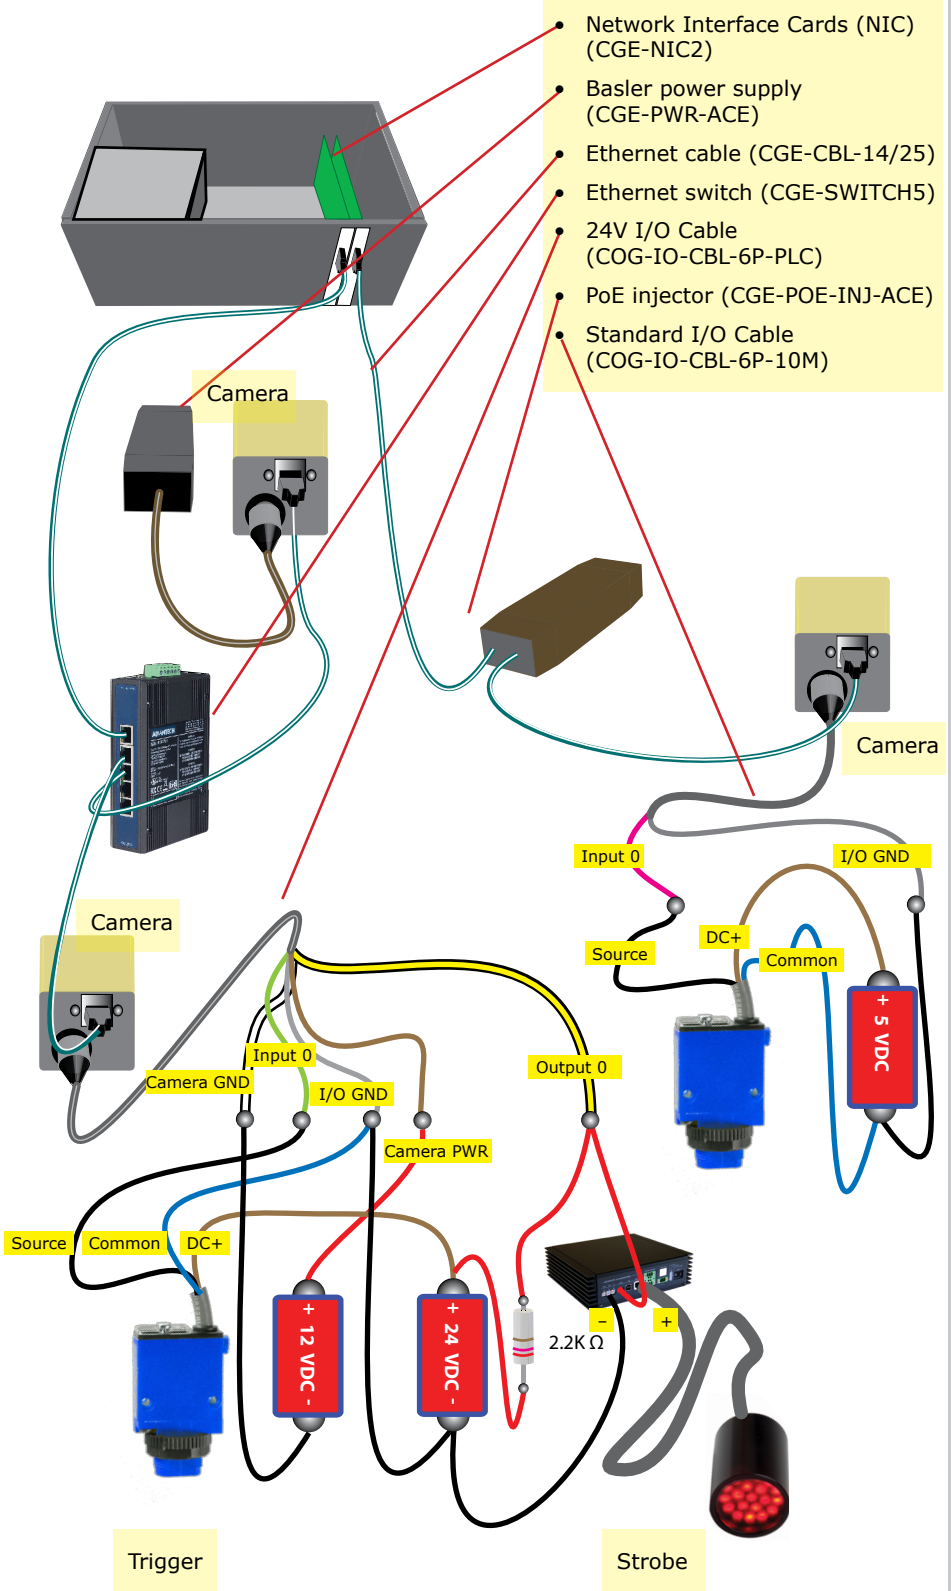 Network Interface Cards (NIC)
(CGE-NIC2)
Basler power supply
(CGE-PWR-ACE)
Ethernet cable (CGE-CBL-14/25)
Ethernet switch (CGE-SWITCH5)
24V I/O Cable
(COG-IO-CBL-6P-PLC)
PoE injector (CGE-POE-INJ-ACE)
Standard I/O Cable
(COG-IO-CBL-6P-10M)
Camera
Camera
ADVANTECH
Input 0
I/O GND
Source
DC+
Common
+ 5 VDC
Camera
Input 0
Camera GND
I/O GND
Output 0
Camera PWR
Source
Common
DC+
+ 12 VDC -
+ 24 VDC -
2.2K Ω
–
+
Trigger
Strobe